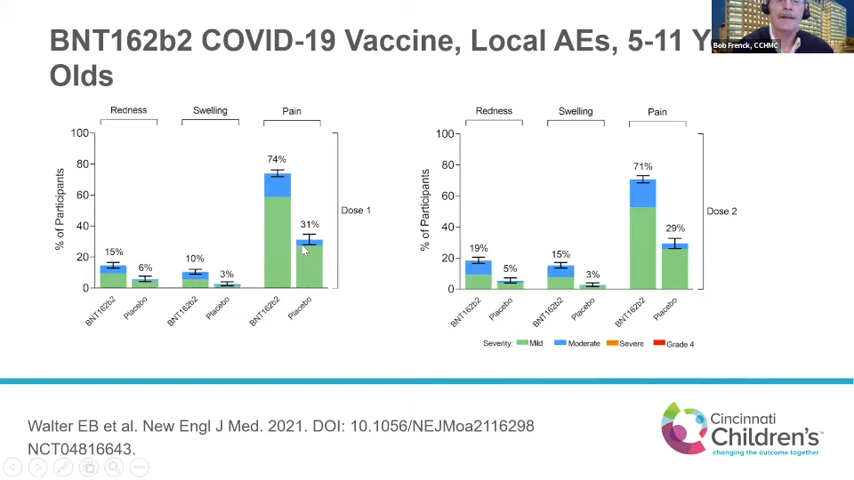 BNT162b2 COVID-19 Vaccine, Local AEs, 5-11 Y
Olds
Bob Frenck, CCHMC
Redness
Swelling
Pain
% of Participants
100
80
60
40
20
0
15%
6%
10%
3%
74%
31%
BNT162b2
Placebo
BNT162b2
Placebo
BNT162b2
Placebo
Dose 1
Redness
Swelling
Pain
% of Participants
100
80
60
40
20
0
19%
5%
15%
3%
71%
29%
BNT162b2
Placebo
BNT162b2
Placebo
BNT162b2
Placebo
Dose 2
Severity: Mild Moderate Severe Grade 4
Walter EB et al. New Engl J Med. 2021. DOI: 10.1056/NEJMoa2116298
NCT04816643.
Cincinnati
Children's™
changing the outcome together